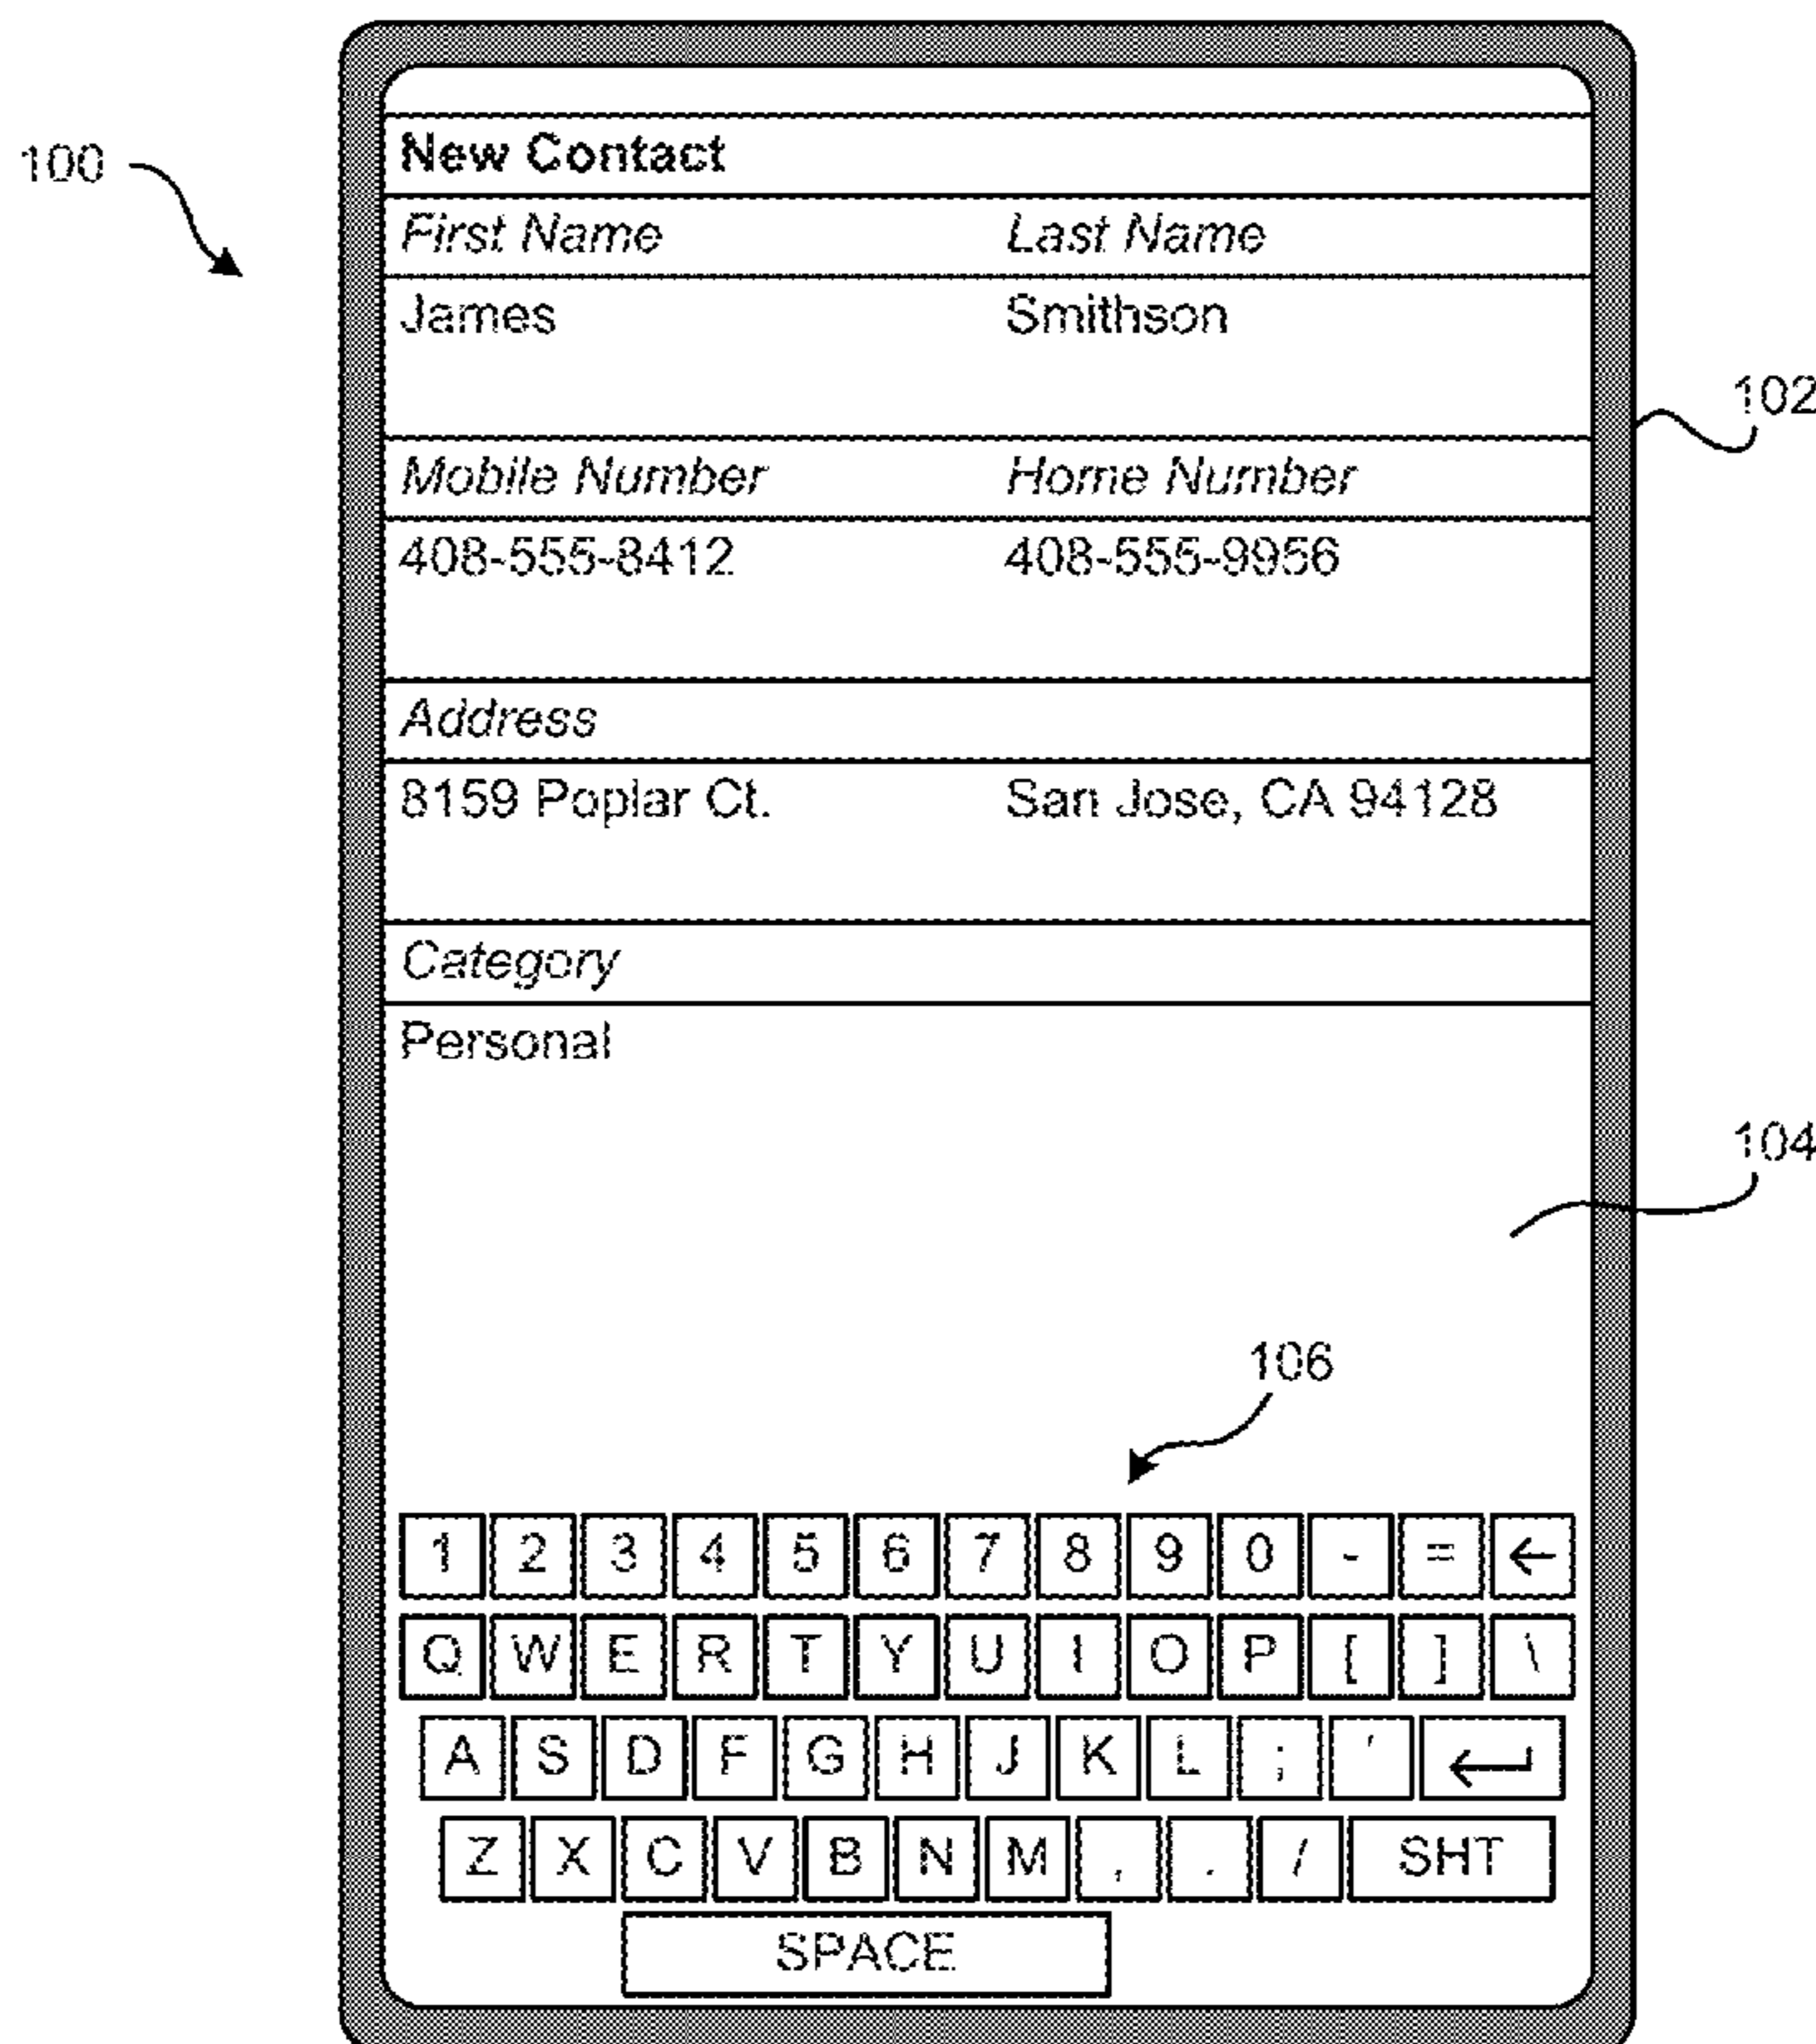 100
New Contact
First Name Last Name
James Smithson
102
Mobile Number Home Number
408-555-8412 408-555-9956
Address
8159 Poplar Ct. San Jose, CA 94128
Category
Personal
104
106
1 2 3 4 5 6 7 8 9 0 - = ←
Q W E R T Y U I O P [ ] \
A S D F G H J K L ; ' ↵
Z X C V B N M , . / SHT
SPACE